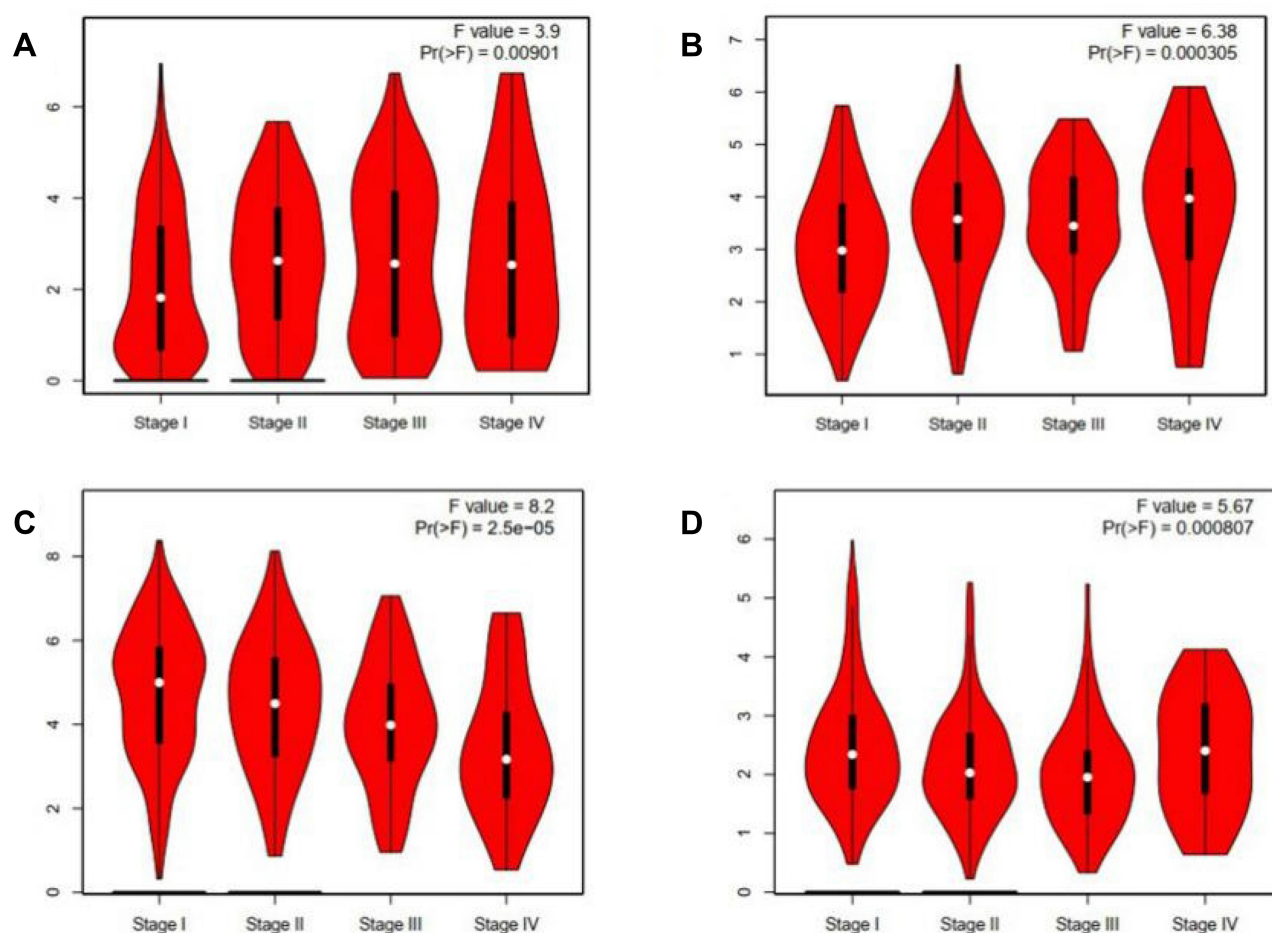 A
F value = 3.9
Pr(>F) = 0.00901
6
4
2
0
Stage I Stage II Stage III Stage IV
B
F value = 6.38
Pr(>F) = 0.000305
7
6
5
4
3
2
1
Stage I Stage II Stage III Stage IV
C
F value = 8.2
Pr(>F) = 2.5e−05
8
6
4
2
0
Stage I Stage II Stage III Stage IV
D
F value = 5.67
Pr(>F) = 0.000807
6
5
4
3
2
1
0
Stage I Stage II Stage III Stage IV